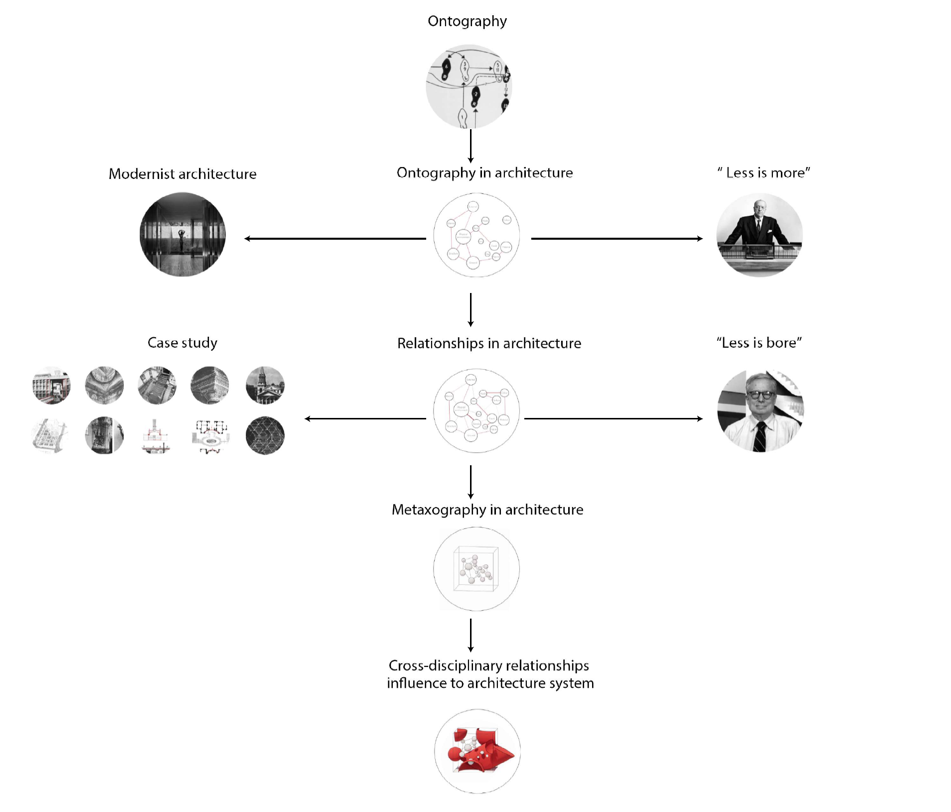 Ontography
Modernist architecture
Ontography in architecture
“ Less is more”
Case study
Relationships in architecture
“Less is bore”
Metaxography in architecture
Cross-disciplinary relationships
influence to architecture system